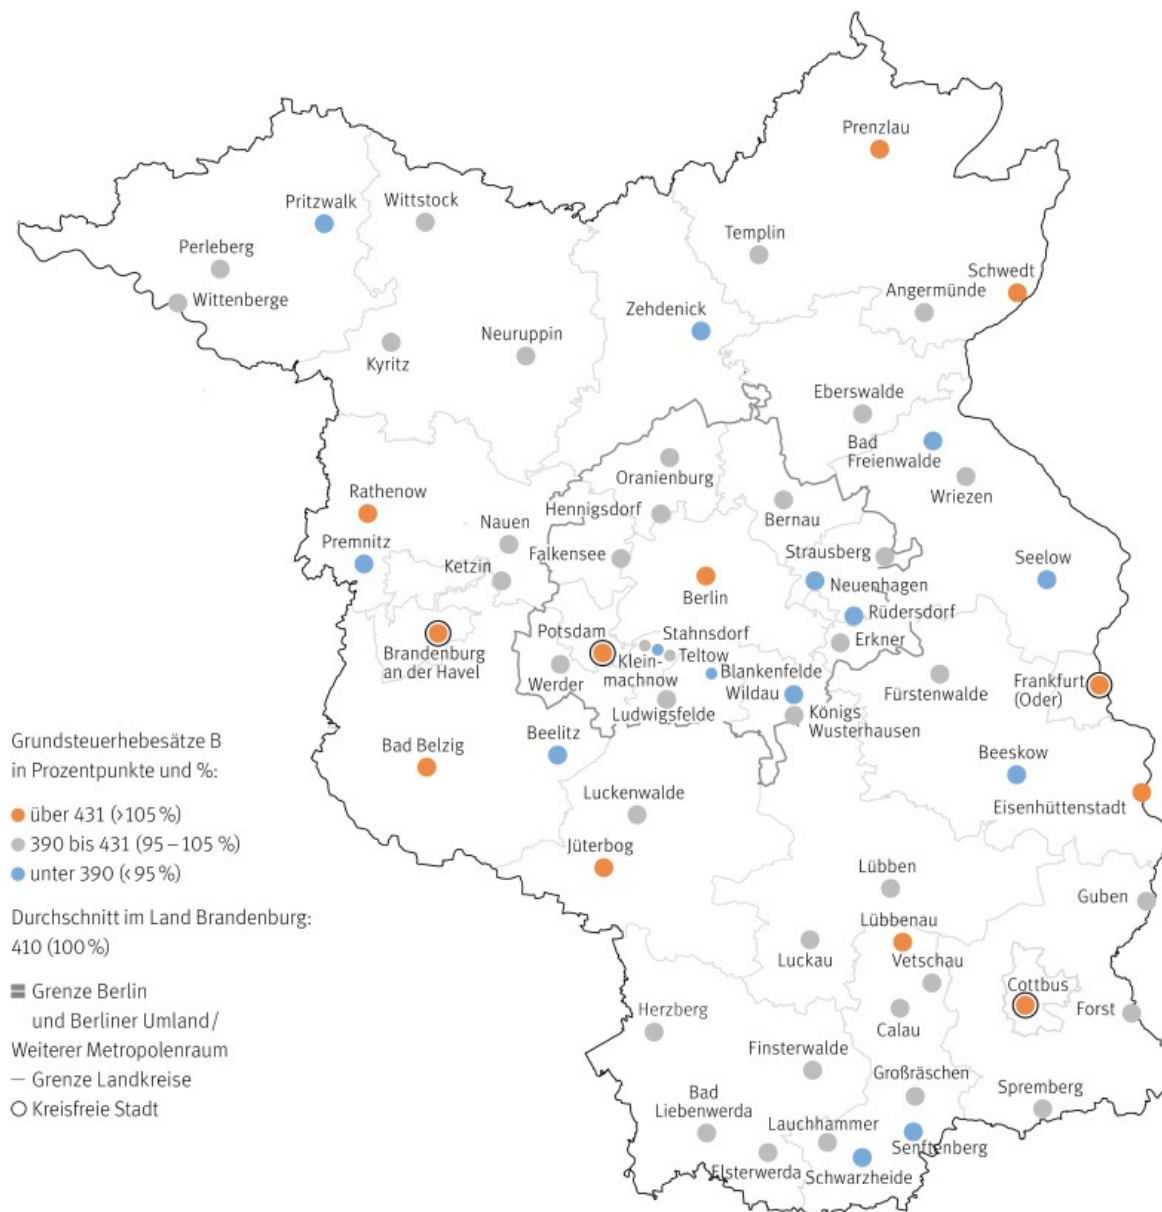 Prenzlau
Pritzwalk
Wittstock
Perleberg
Templin
Schwedt
Angermünde
Wittenberge
Zehdenick
Neuruppin
Kyritz
Eberswalde
Bad
Freienwalde
Oranienburg
Wriezen
Rathenow
Hennigsdorf
Bernau
Nauen
Premnitz
Falkensee
Strausberg
Seelow
Ketzin
Neuenhagen
Berlin
Rüdersdorf
Potsdam
Stahnsdorf
Erkner
Brandenburg
an der Havel
Klein-
machnow
Teltow
Werder
Blankenfelde
Wildau
Fürstenwalde
Frankfurt
(Oder)
Ludwigsfelde
Königs
Wusterhausen
Beelitz
Bad Belzig
Beeskow
Luckenwalde
Eisenhüttenstadt
Jüterbog
Lübben
Guben
Lübbenau
Luckau
Vetschau
Cottbus
Herzberg
Forst
Calau
Finsterwalde
Großräschen
Spremberg
Bad
Liebenwerda
Lauchhammer
Senftenberg
Elsterwerda
Schwarzheide
Grundsteuerhebesätze B
in Prozentpunkte und %:
über 431 (>105 %)
390 bis 431 (95–105 %)
unter 390 (<95 %)
Durchschnitt im Land Brandenburg:
410 (100 %)
Grenze Berlin
und Berliner Umland/
Weiterer Metropolenraum
Grenze Landkreise
Kreisfreie Stadt